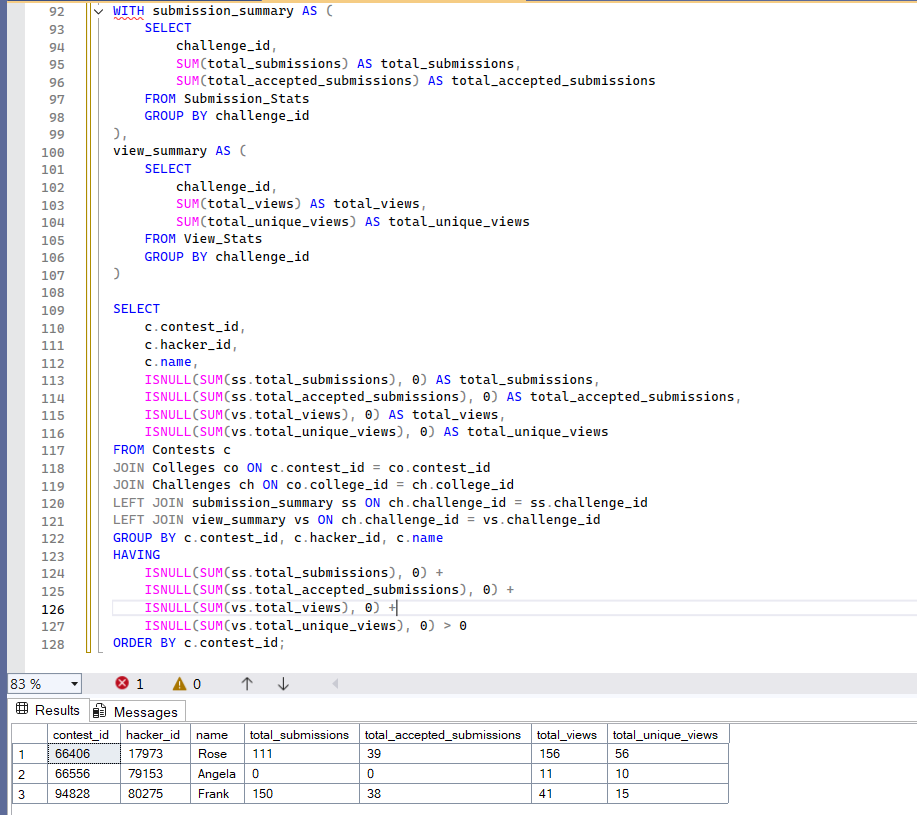 92 WITH submission_summary AS (
93 SELECT
94 challenge_id,
95 SUM(total_submissions) AS total_submissions,
96 SUM(total_accepted_submissions) AS total_accepted_submissions
97 FROM Submission_Stats
98 GROUP BY challenge_id
99 ),
100 view_summary AS (
101 SELECT
102 challenge_id,
103 SUM(total_views) AS total_views,
104 SUM(total_unique_views) AS total_unique_views
105 FROM View_Stats
106 GROUP BY challenge_id
107 )
108
109 SELECT
110 c.contest_id,
111 c.hacker_id,
112 c.name,
113 ISNULL(SUM(ss.total_submissions), 0) AS total_submissions,
114 ISNULL(SUM(ss.total_accepted_submissions), 0) AS total_accepted_submissions,
115 ISNULL(SUM(vs.total_views), 0) AS total_views,
116 ISNULL(SUM(vs.total_unique_views), 0) AS total_unique_views
117 FROM Contests c
118 JOIN Colleges co ON c.contest_id = co.contest_id
119 JOIN Challenges ch ON co.college_id = ch.college_id
120 LEFT JOIN submission_summary ss ON ch.challenge_id = ss.challenge_id
121 LEFT JOIN view_summary vs ON ch.challenge_id = vs.challenge_id
122 GROUP BY c.contest_id, c.hacker_id, c.name
123 HAVING
124 ISNULL(SUM(ss.total_submissions), 0) +
125 ISNULL(SUM(ss.total_accepted_submissions), 0) +
126 ISNULL(SUM(vs.total_views), 0) +
127 ISNULL(SUM(vs.total_unique_views), 0) > 0
128 ORDER BY c.contest_id;
83 % 1 0
Results Messages
contest_id hacker_id name total_submissions total_accepted_submissions total_views total_unique_views
1 66406 17973 Rose 111 39 156 56
2 66556 79153 Angela 0 0 11 10
3 94828 80275 Frank 150 38 41 15